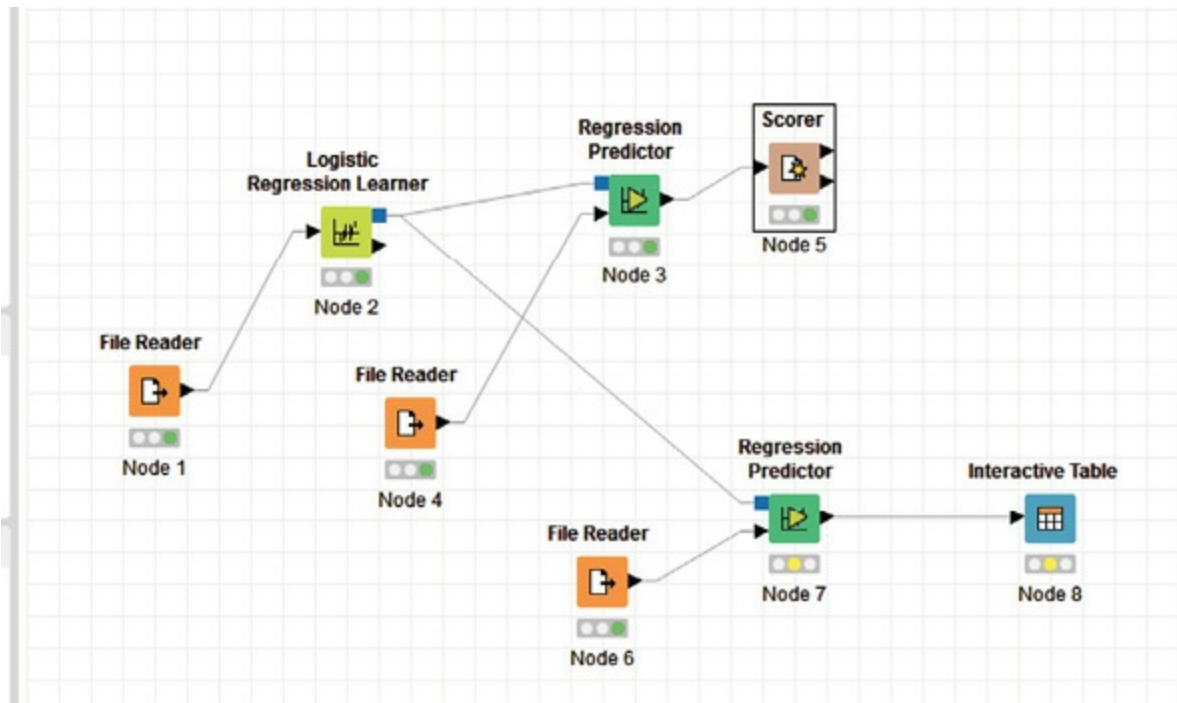 Scorer
Regression
Predictor
Logistic
Regression Learner
Node 5
Node 3
Node 2
File Reader
File Reader
Node 1
Node 4
Regression
Predictor
Interactive Table
File Reader
Node 7
Node 8
Node 6